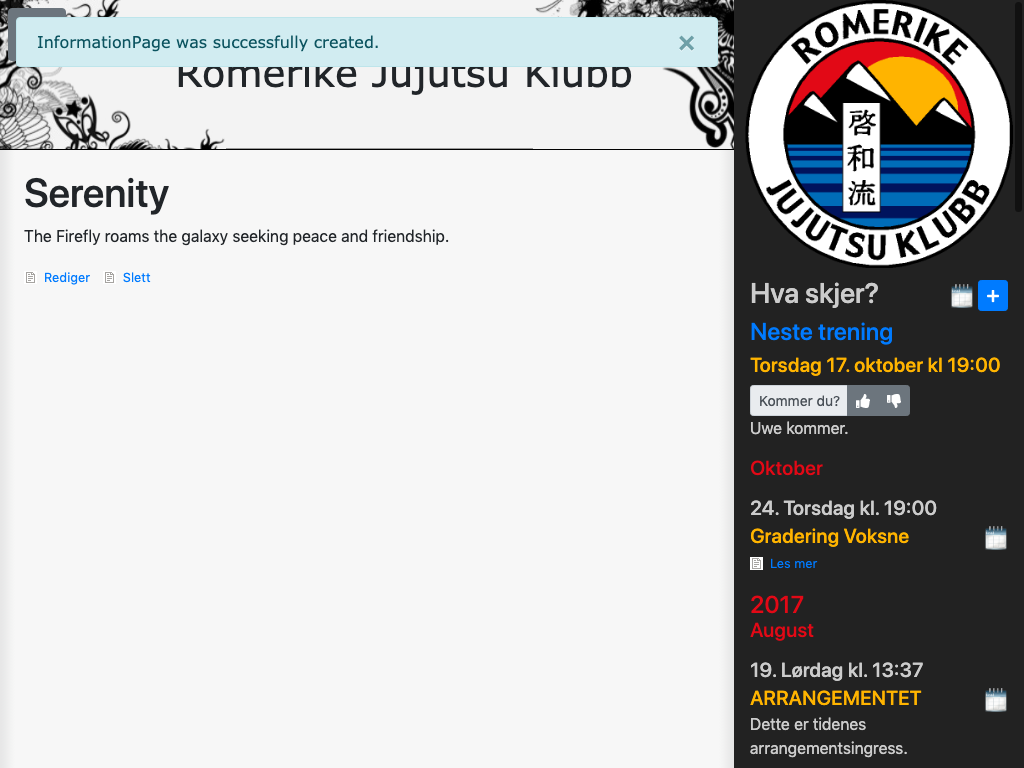 InformationPage was successfully created.
×
Romerike Jujutsu Klubb
Serenity
The Firefly roams the galaxy seeking peace and friendship.
Rediger Slett
ROMERIKE
啓和流
JUJUTSU KLUBB
Hva skjer?
+
Neste trening
Torsdag 17. oktober kl 19:00
Kommer du?
Uwe kommer.
Oktober
24. Torsdag kl. 19:00
Gradering Voksne
Les mer
2017
August
19. Lørdag kl. 13:37
ARRANGEMENTET
Dette er tidenes
arrangementsingress.